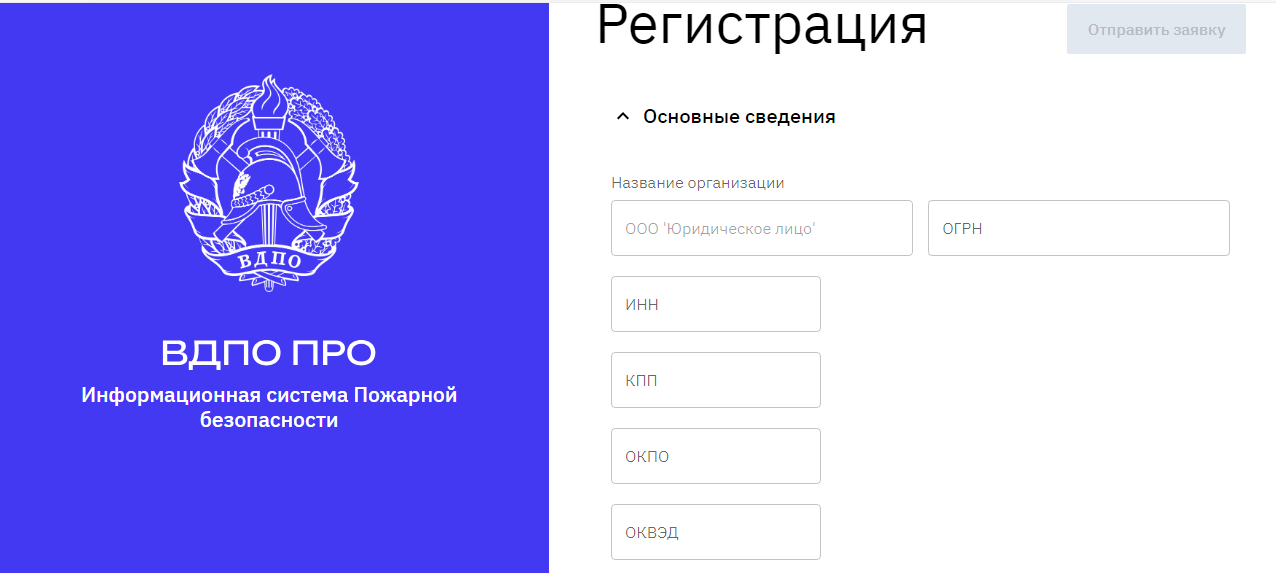 ВДПО
ВДПО ПРО
Информационная система Пожарной
безопасности
Регистрация
Отправить заявку
Основные сведения
Название организации
ООО 'Юридическое лицо'
ОГРН
ИНН
КПП
ОКПО
ОКВЭД